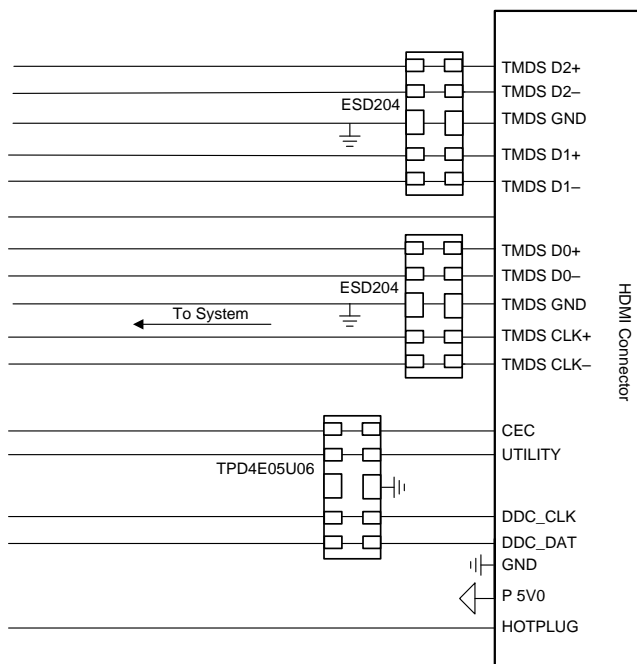 TMDS D2+
TMDS D2–
ESD204
TMDS GND
TMDS D1+
TMDS D1–
TMDS D0+
TMDS D0–
ESD204
TMDS GND
To System
TMDS CLK+
TMDS CLK–
HDMI Connector
CEC
UTILITY
TPD4E05U06
DDC_CLK
DDC_DAT
GND
P 5V0
HOTPLUG